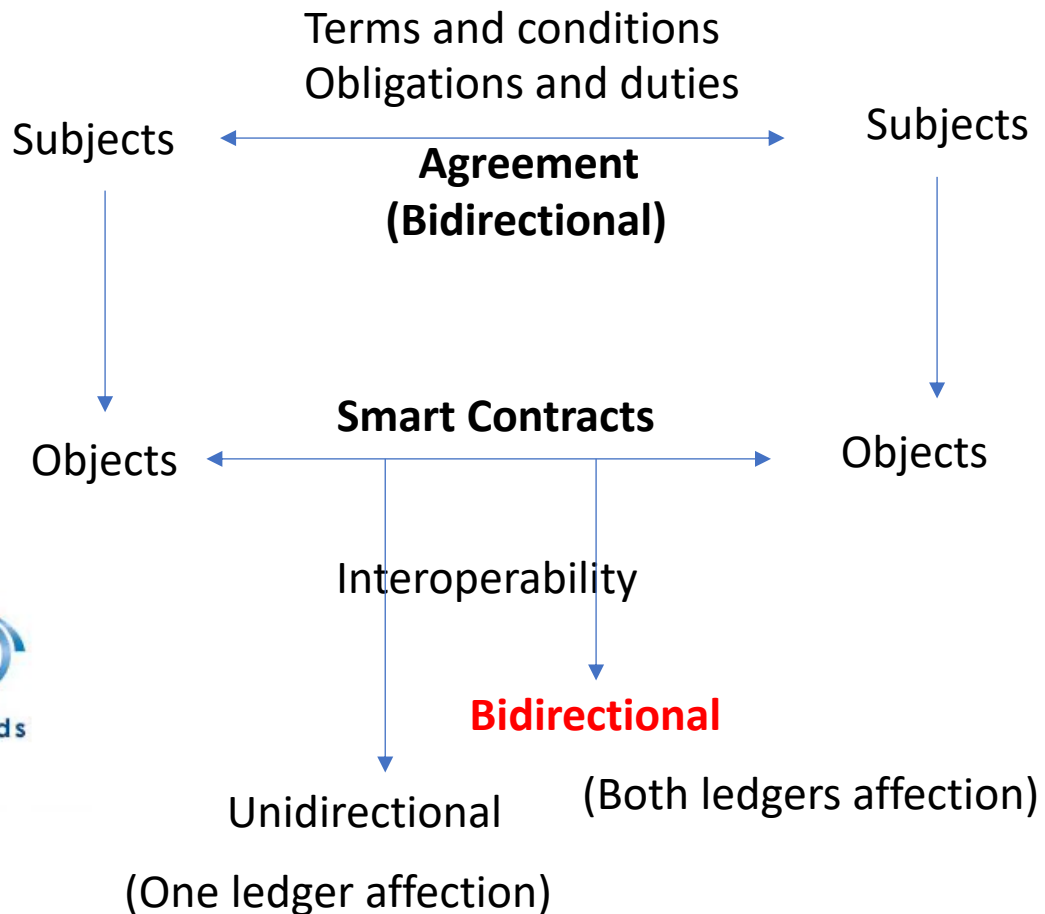 Terms and conditions
Obligations and duties
Subjects
Subjects
Agreement
(Bidirectional)
Smart Contracts
Objects
Objects
Interoperability
Bidirectional
(Both ledgers affection)
Unidirectional
(One ledger affection)